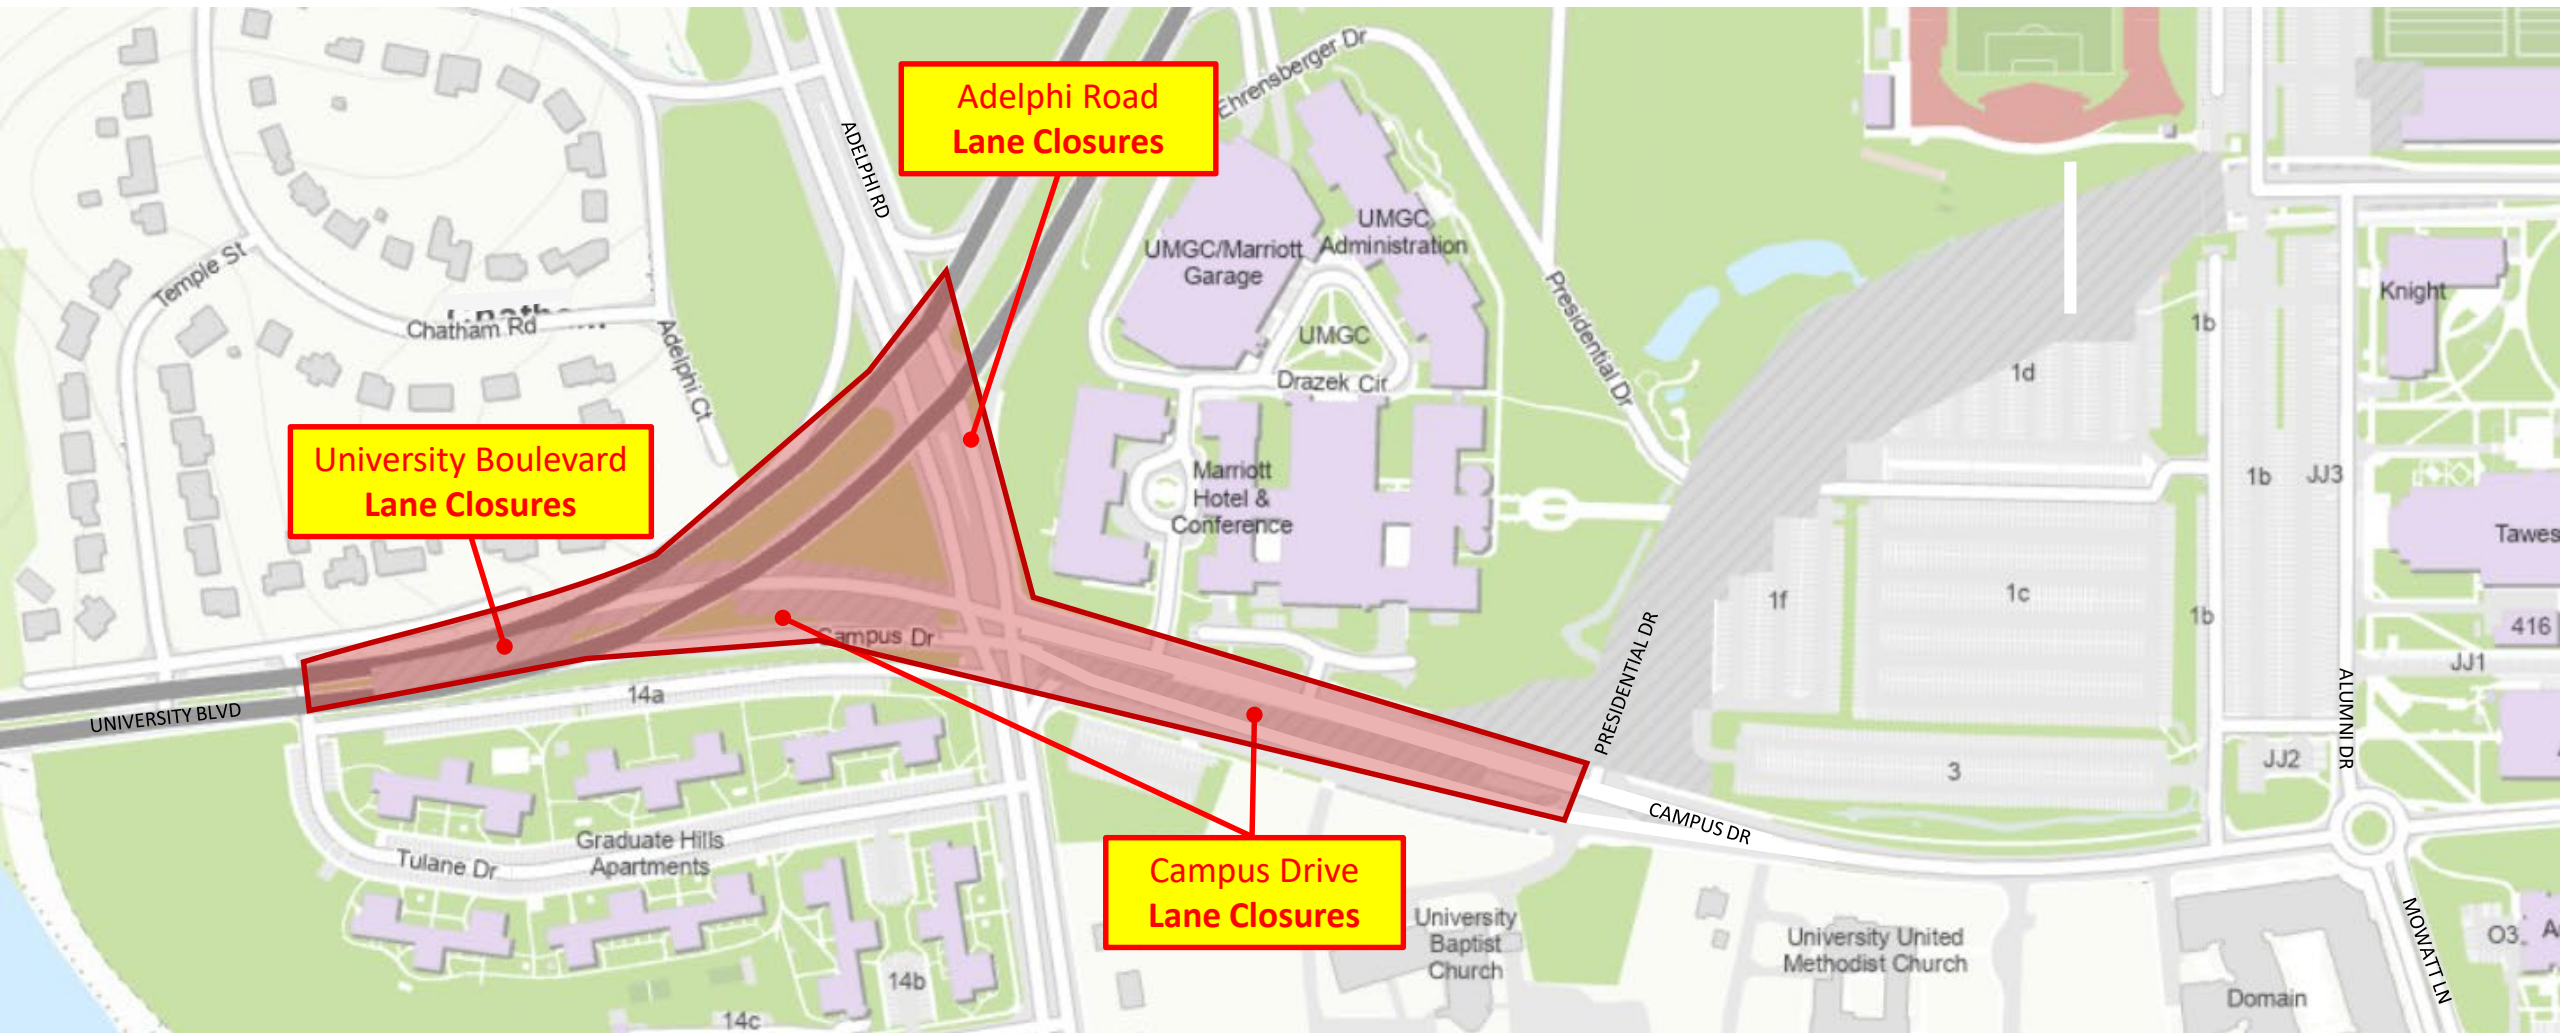 Ehrensberger Dr
Adelphi Road
Lane Closures
ADELPHI RD
UMGC/Marriott
Garage
UMGC
Administration
Temple St
Chatham Rd
Adelphi Ct
UMGC
Drazek Cir
Presidential Dr
Knight
1b
1d
University Boulevard
Lane Closures
Marriott
Hotel &
Conference
1b
JJ3
Tawes
1f
1c
1b
416
JJ1
Campus Dr
14a
UNIVERSITY BLVD
PRESIDENTIAL DR
ALUMNI DR
JJ2
3
CAMPUS DR
Graduate Hills
Apartments
Tulane Dr
Campus Drive
Lane Closures
University
Baptist
Church
University United
Methodist Church
MOWATT LN
O3
14b
Domain
14c